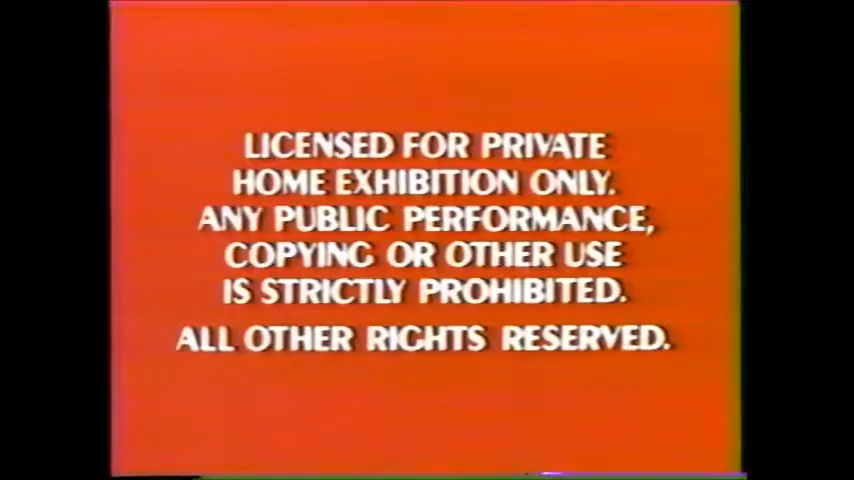 LICENSED FOR PRIVATE
HOME EXHIBITION ONLY.
ANY PUBLIC PERFORMANCE,
COPYING OR OTHER USE
IS STRICTLY PROHIBITED.
ALL OTHER RIGHTS RESERVED.